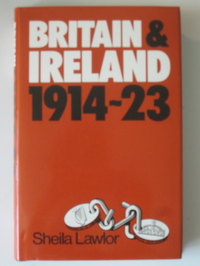 BRITAIN &
IRELAND
1914-23
Sheila Lawlor